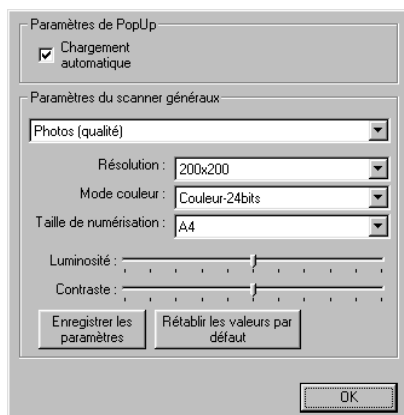 Paramètres de PopUp
Chargement
automatique
Paramètres du scanner généraux
Photos (qualité)
Résolution : 200x200
Mode couleur : Couleur-24bits
Taille de numérisation : A4
Luminosité :
Contraste :
Enregistrer les
paramètres
Rétablir les valeurs par
défaut
OK